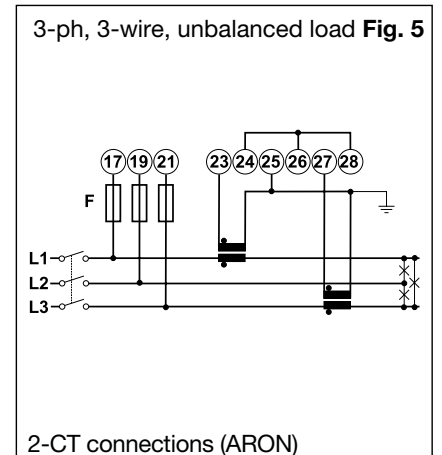 3-ph, 3-wire, unbalanced load Fig. 5
17 19 21 23 24 25 26 27 28
F
L1
L2
L3
2-CT connections (ARON)